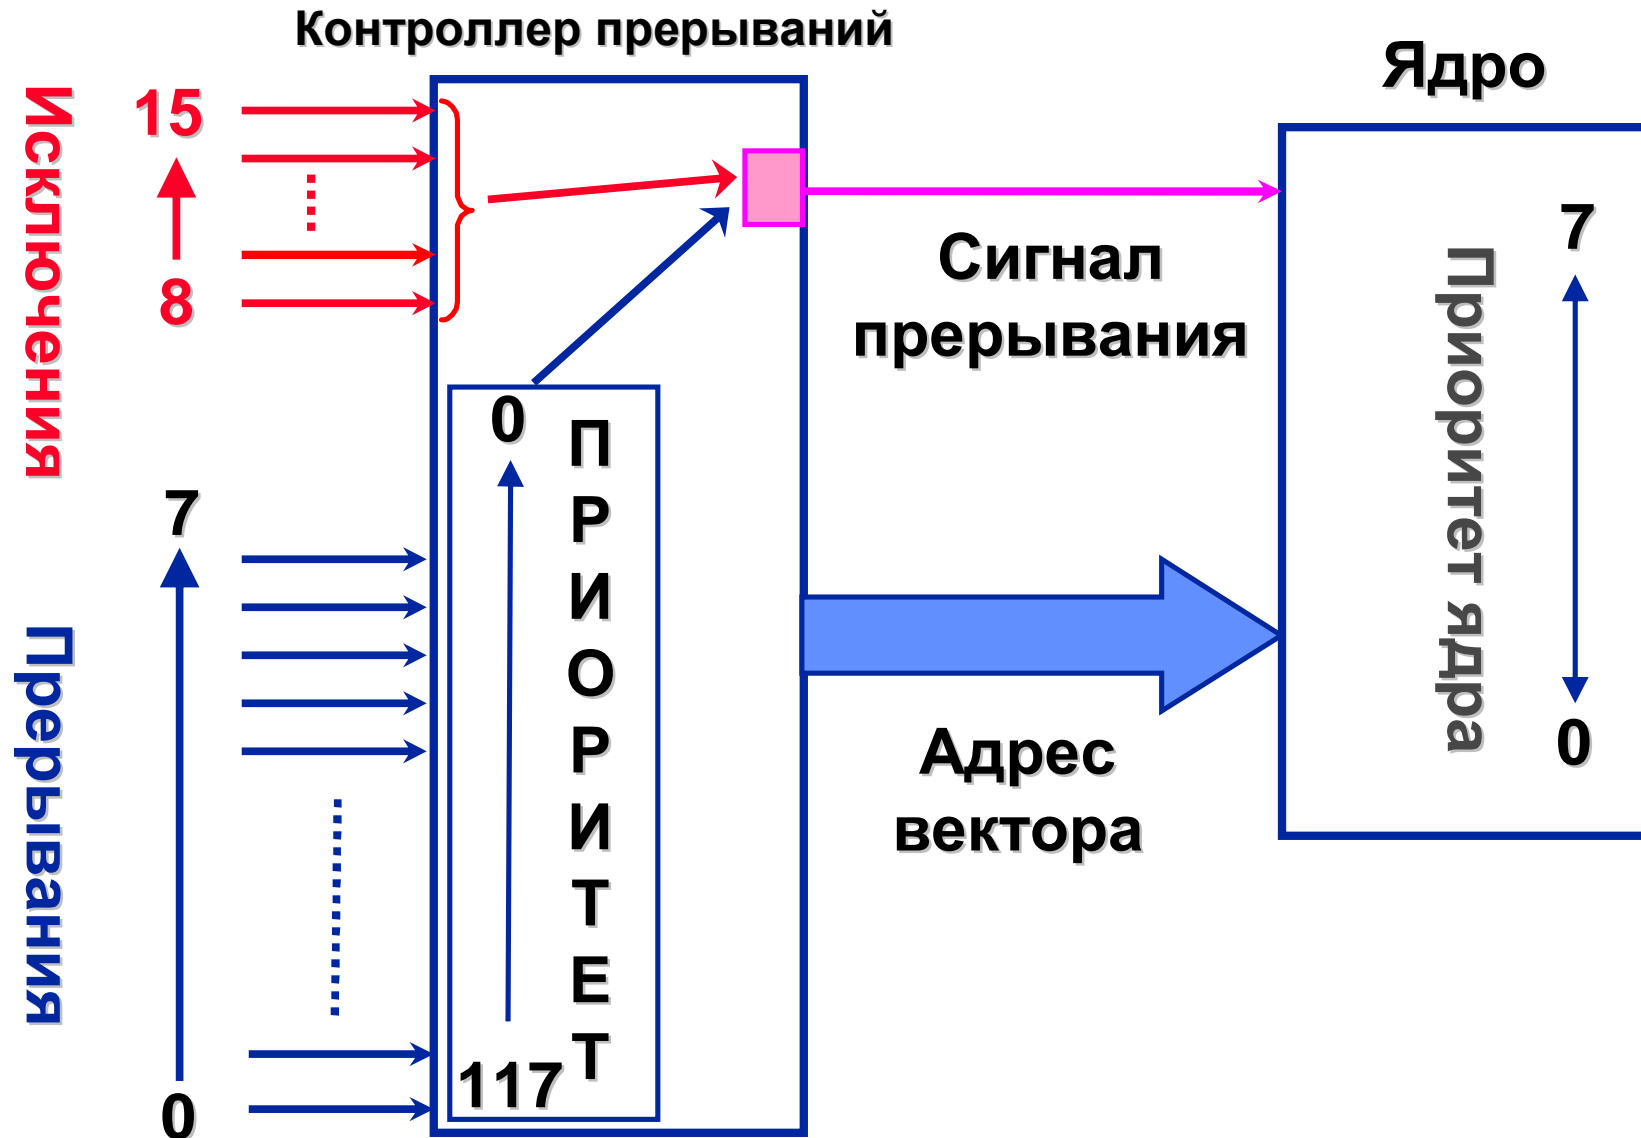 Контроллер прерываний
Ядро
Исключения
15
8
Сигнал
прерывания
7
Приоритет ядра
0
0
ПРИОРИТЕТ
117
7
Прерывания
0
Адрес
вектора